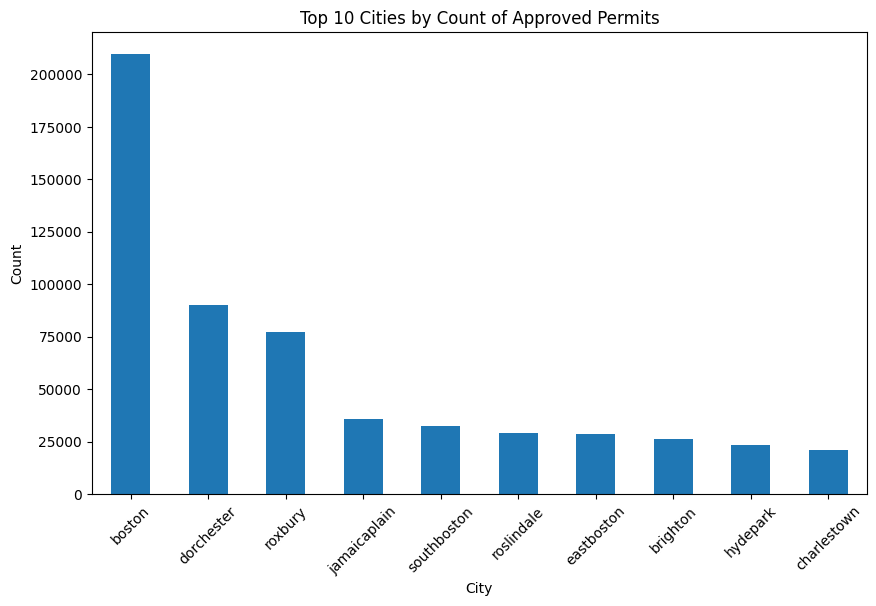 Top 10 Cities by Count of Approved Permits
Count
200000
175000
150000
125000
100000
75000
50000
25000
0
boston
dorchester
roxbury
jamaicaplain
southboston
roslindale
eastboston
brighton
hydepark
charlestown
City